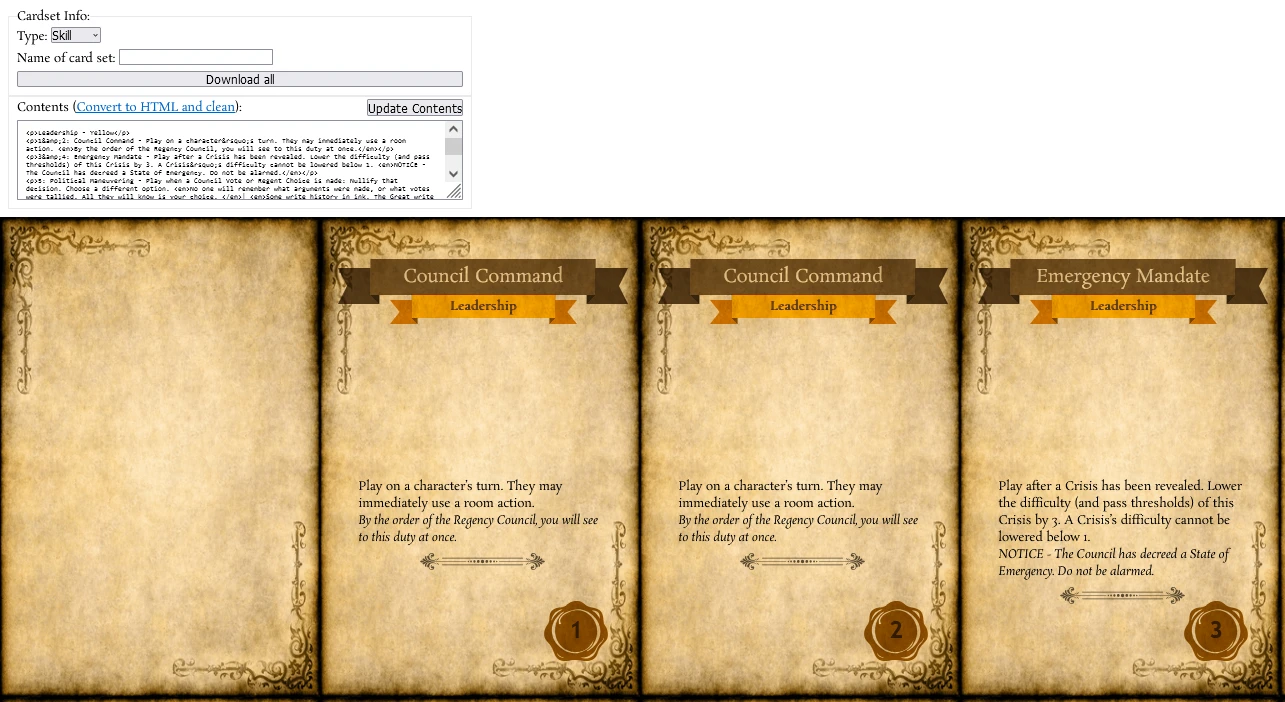 Cardset Info:
Type: Skill
Name of card set:
Download all
Contents (Convert to HTML and clean):
Update Contents
<p>Leadership - Yellow</p>
<p>1&amp;2: Council Command - Play on a character&rsquo;s turn. They may immediately use a room
action. <em>By the order of the Regency Council, you will see to this duty at once.</em></p>
<p>3&amp;4: Emergency Mandate - Play after a Crisis has been revealed. Lower the difficulty (and pass
thresholds) of this Crisis by 3. A Crisis&rsquo;s difficulty cannot be lowered below 1. <em>NOTICE -
The Council has decreed a State of Emergency. Do not be alarmed.</em></p>
<p>5: Political Maneuvering - Play when a Council Vote or Regent Choice is made: Nullify that
decision. Choose a different option. <em>No one will remember what arguments were made, or what votes
were tallied. All they will know is your choice. </em>| <em>Some write history in ink. The Great write
Council Command
Leadership
Play on a character's turn. They may
immediately use a room action.
By the order of the Regency Council, you will see
to this duty at once.
1
Council Command
Leadership
Play on a character's turn. They may
immediately use a room action.
By the order of the Regency Council, you will see
to this duty at once.
2
Emergency Mandate
Leadership
Play after a Crisis has been revealed. Lower
the difficulty (and pass thresholds) of this
Crisis by 3. A Crisis's difficulty cannot be
lowered below 1.
NOTICE - The Council has decreed a State of
Emergency. Do not be alarmed.
3